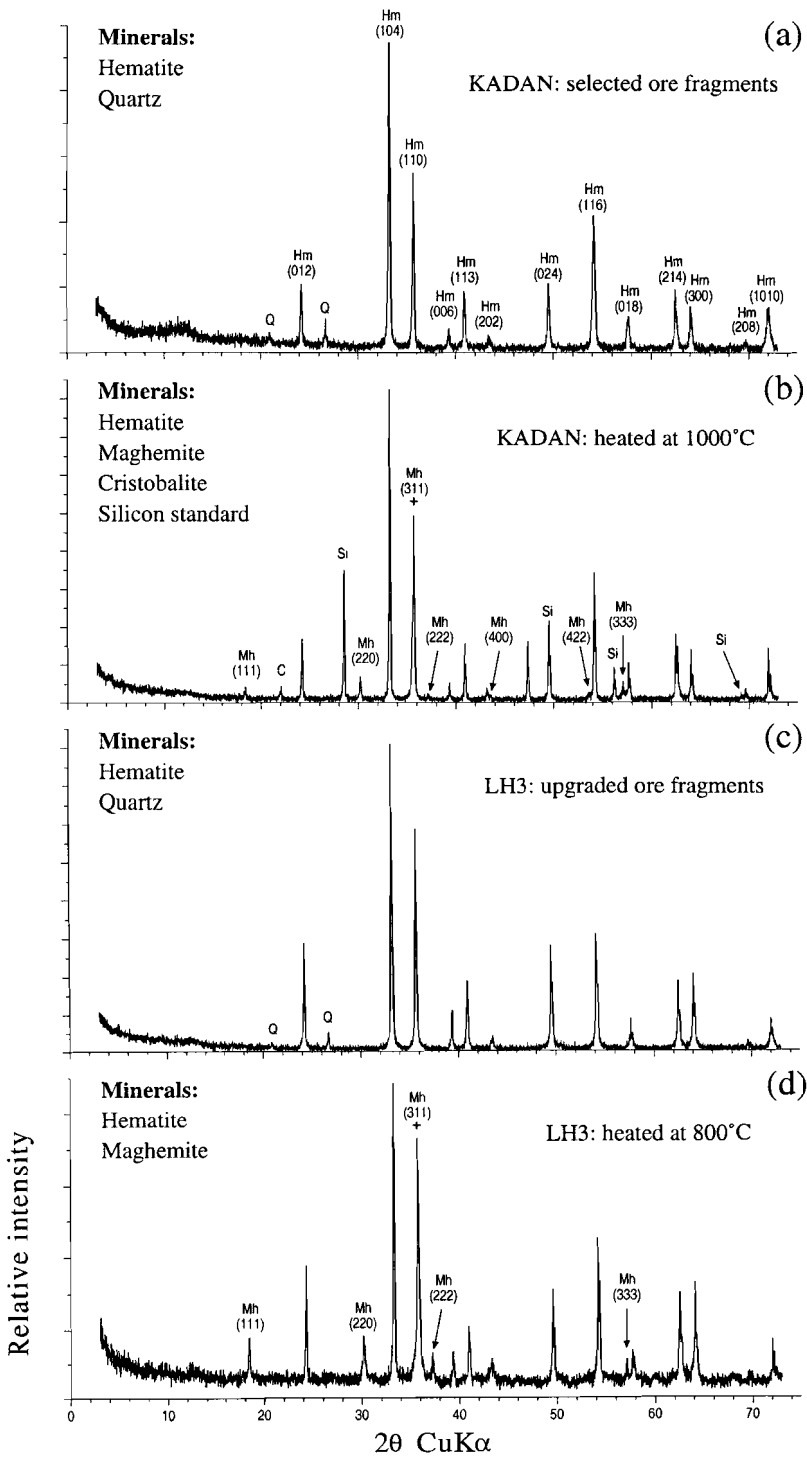 (a)
Minerals:
Hematite
Quartz
KADAN: selected ore fragments
Q
Hm
(012)
Q
Hm
(104)
Hm
(110)
Hm
(006)
Hm
(113)
Hm
(202)
Hm
(024)
Hm
(116)
Hm
(018)
Hm
(214)
Hm
(300)
Hm
(208)
Hm
(1010)
(b)
Minerals:
Hematite
Maghemite
Cristobalite
Silicon standard
KADAN: heated at 1000°C
Mh
(111)
C
Si
Mh
(220)
Mh
(311)
+
Mh
(222)
Mh
(400)
Si
Mh
(422)
Si
Mh
(333)
Si
(c)
Minerals:
Hematite
Quartz
LH3: upgraded ore fragments
Q
Q
(d)
Minerals:
Hematite
Maghemite
LH3: heated at 800°C
Mh
(111)
Mh
(220)
Mh
(311)
+
Mh
(222)
Mh
(333)
Relative intensity
0 10 20 30 40 50 60 70
2θ CuKα